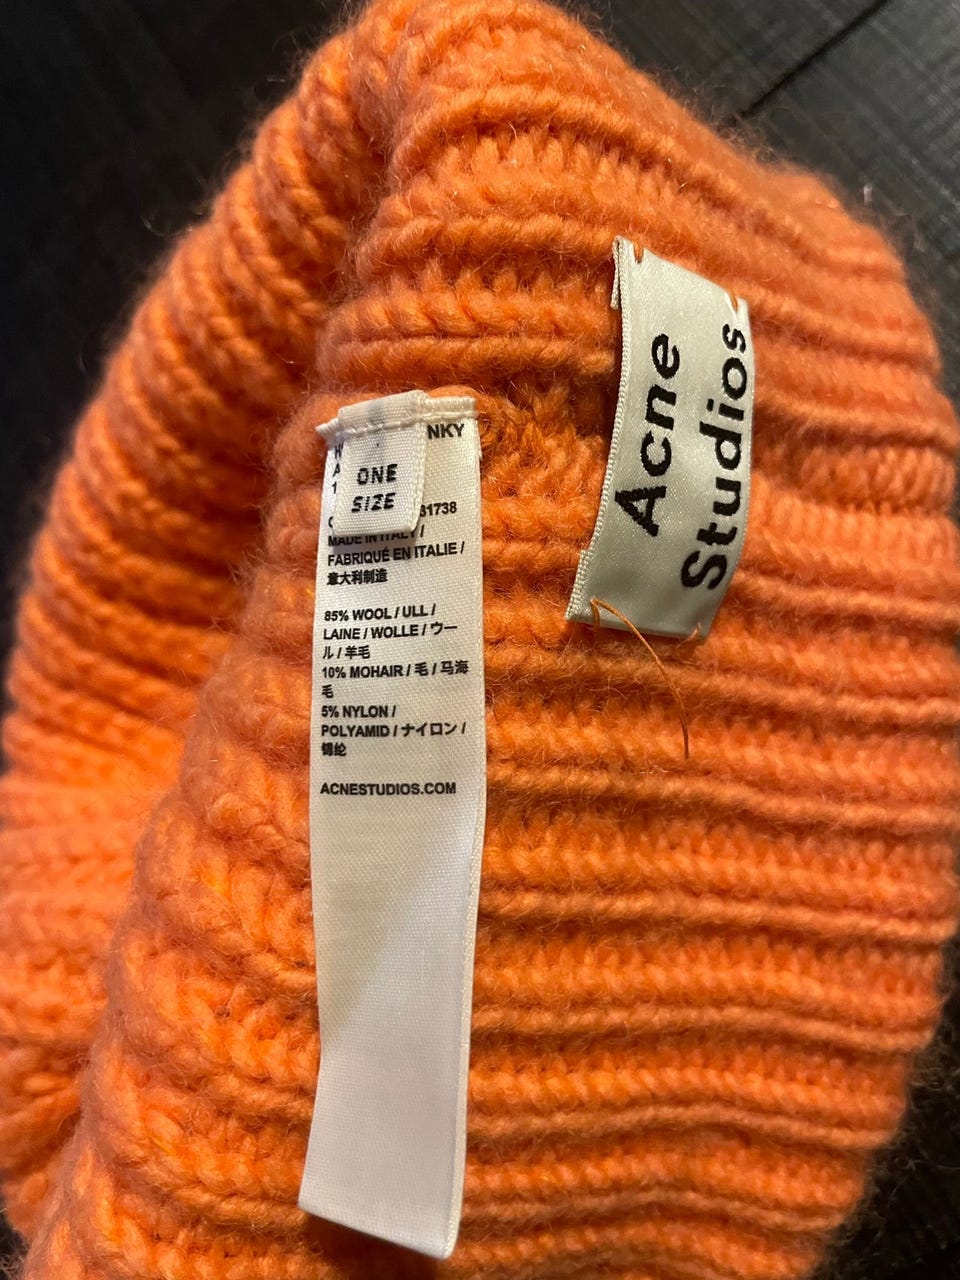 NKY
ONE
SIZE
31738
MADE IN ITALY /
FABRIQUÉ EN ITALIE /
意大利制造
85% WOOL / ULL /
LAINE / WOLLE / ウー
ル / 羊毛
10% MOHAIR / 毛 / 马海
毛
5% NYLON /
POLYAMID / ナイロン /
锦纶
ACNESTUDIOS.COM
Acne
Studios